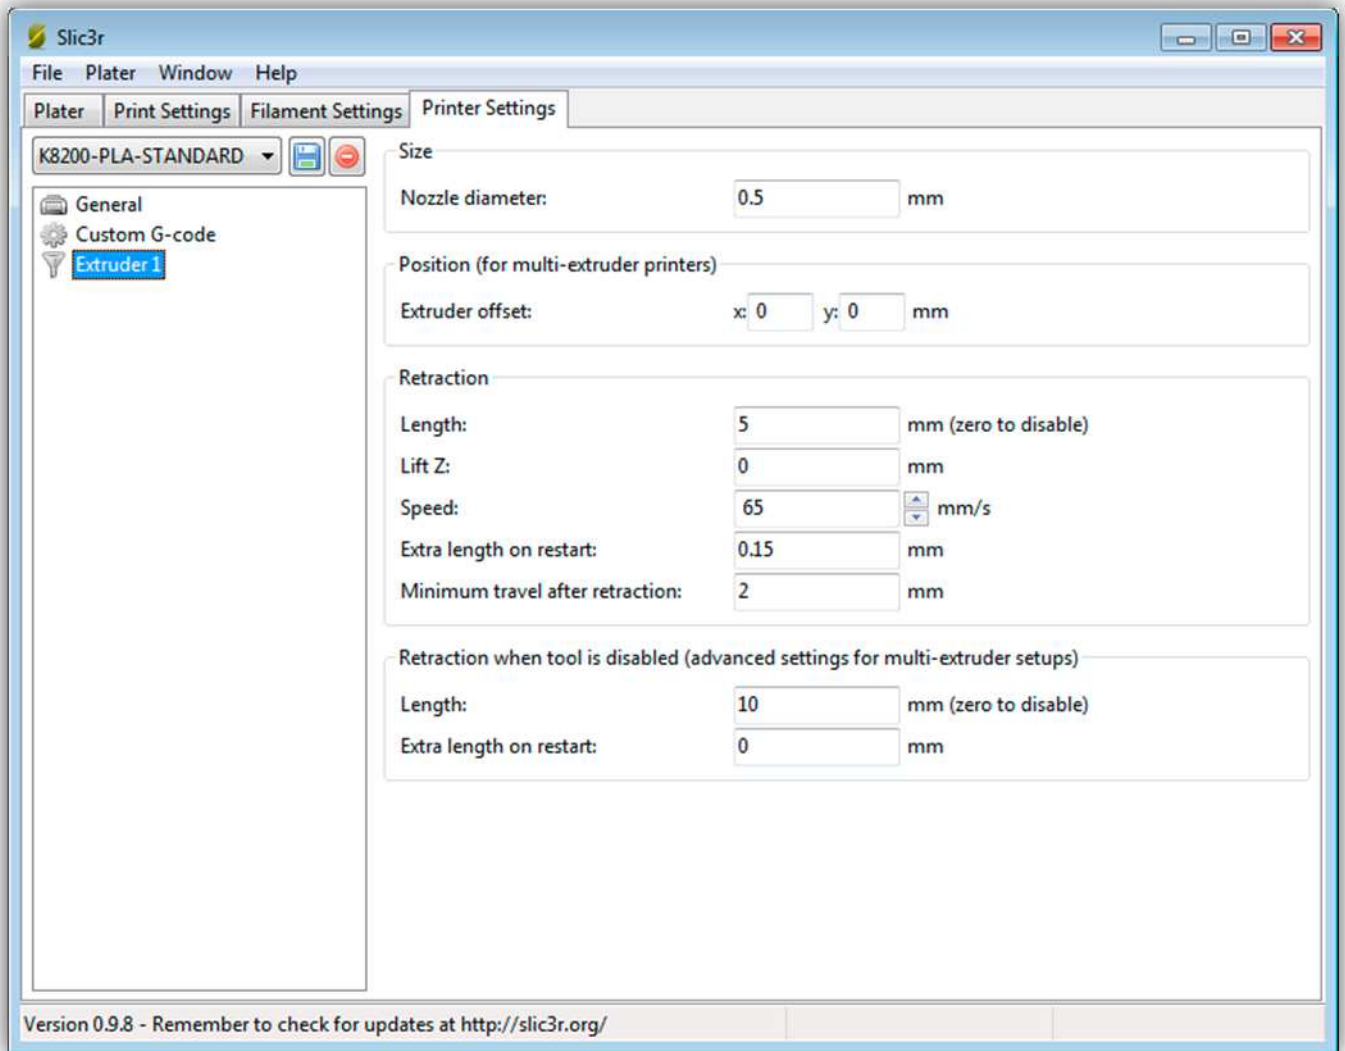 Slic3r
File Plater Window Help
Plater Print Settings Filament Settings Printer Settings
K8200-PLA-STANDARD
General
Custom G-code
Extruder 1
Size
Nozzle diameter: 0.5 mm
Position (for multi-extruder printers)
Extruder offset: x: 0 y: 0 mm
Retraction
Length: 5 mm (zero to disable)
Lift Z: 0 mm
Speed: 65 mm/s
Extra length on restart: 0.15 mm
Minimum travel after retraction: 2 mm
Retraction when tool is disabled (advanced settings for multi-extruder setups)
Length: 10 mm (zero to disable)
Extra length on restart: 0 mm
Version 0.9.8 - Remember to check for updates at http://slic3r.org/